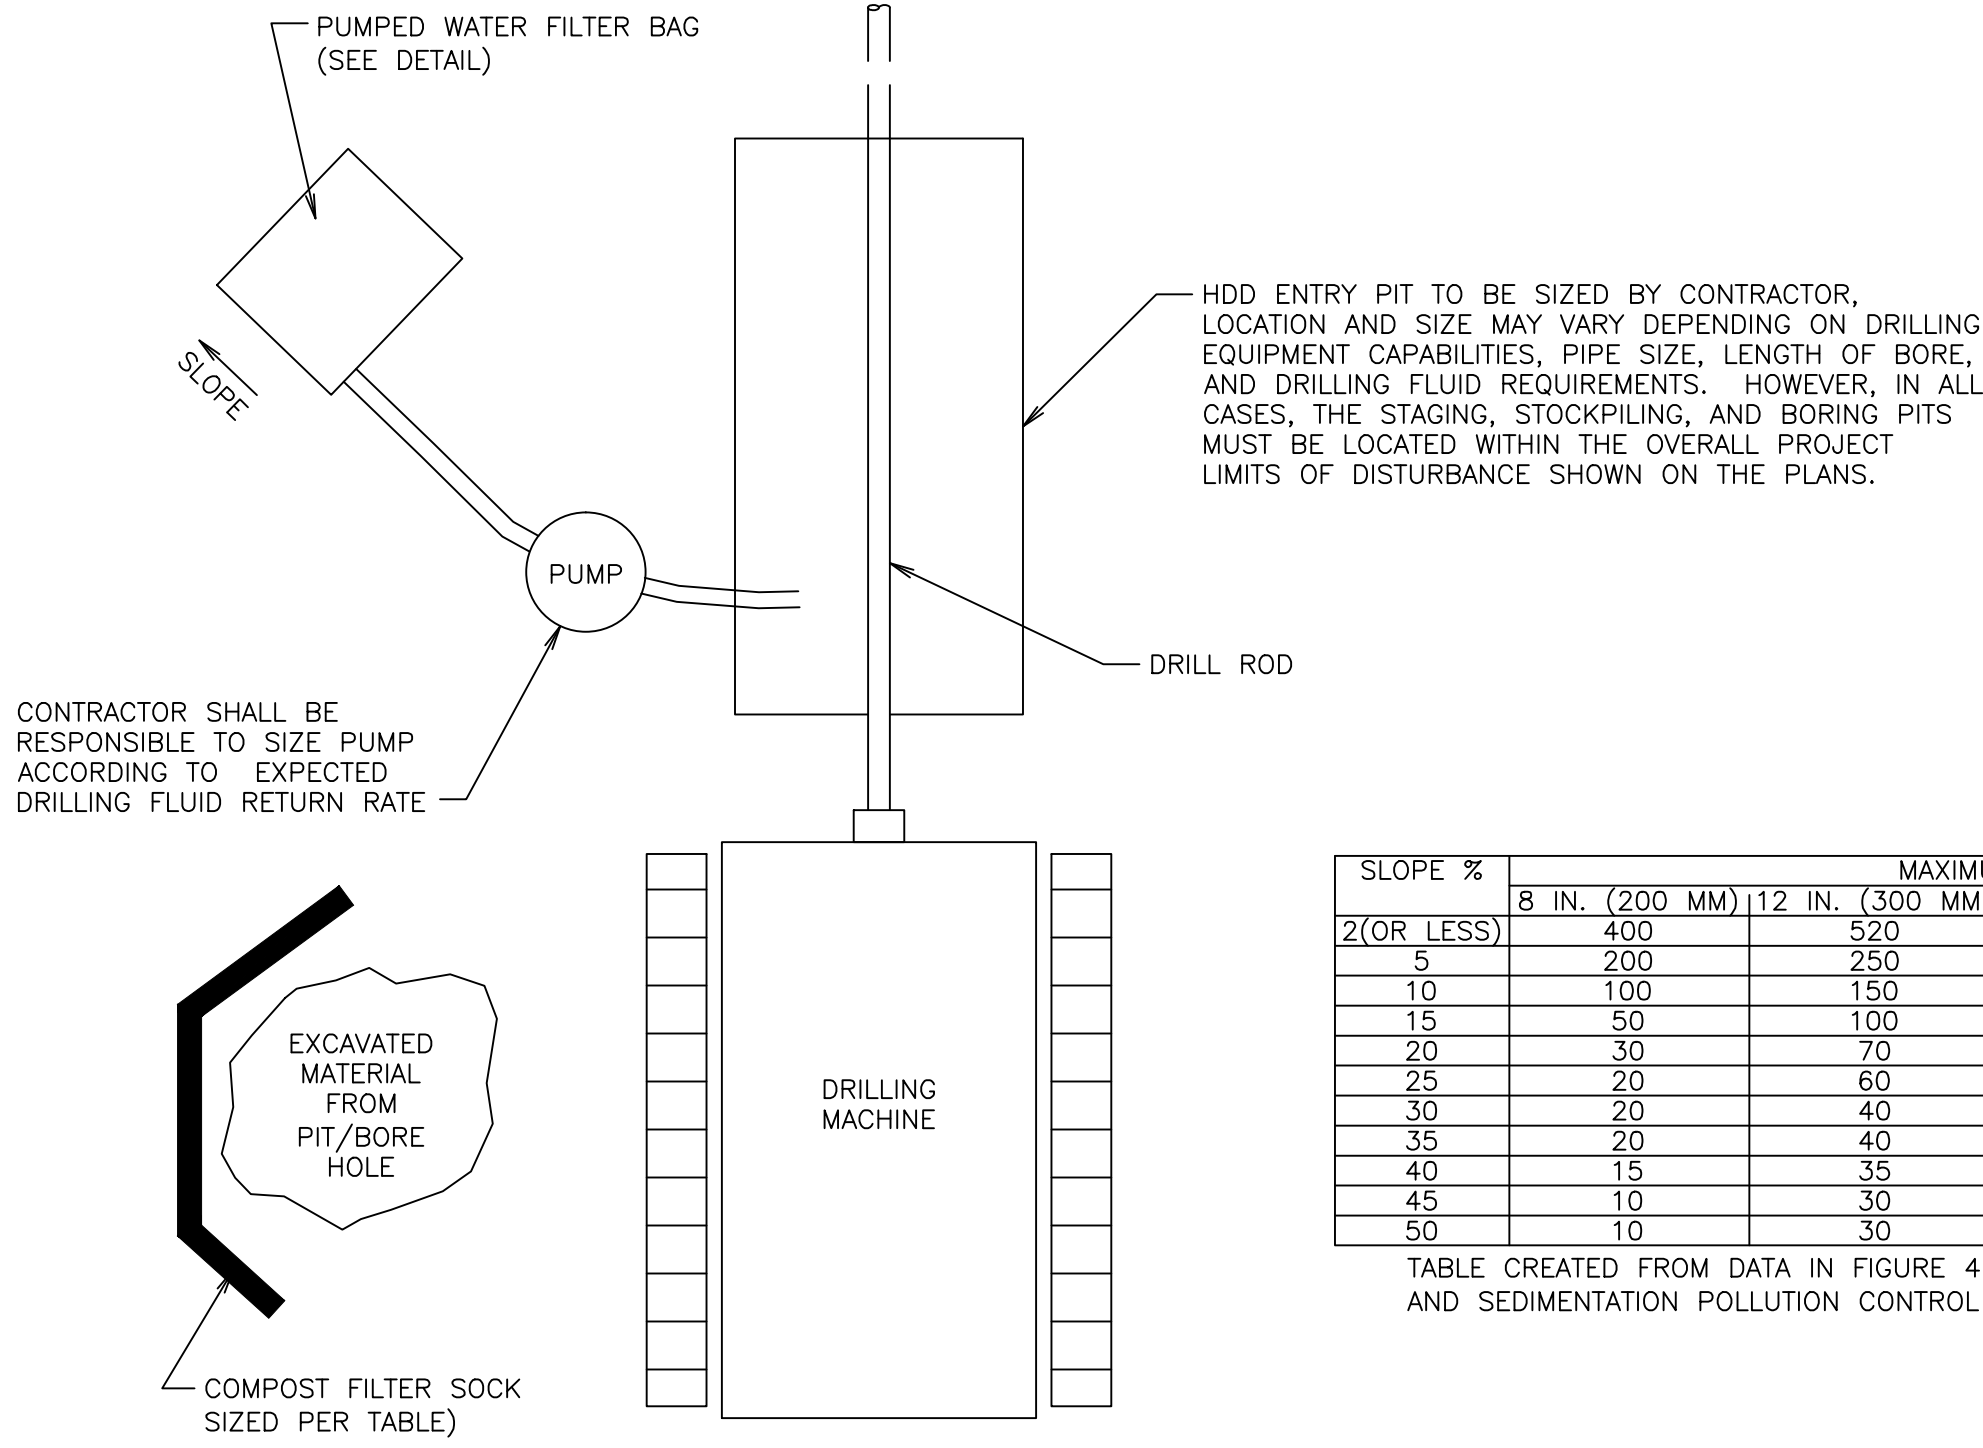 PUMPED WATER FILTER BAG
(SEE DETAIL)
SLOPE
HDD ENTRY PIT TO BE SIZED BY CONTRACTOR,
LOCATION AND SIZE MAY VARY DEPENDING ON DRILLING
EQUIPMENT CAPABILITIES, PIPE SIZE, LENGTH OF BORE,
AND DRILLING FLUID REQUIREMENTS. HOWEVER, IN ALL
CASES, THE STAGING, STOCKPILING, AND BORING PITS
MUST BE LOCATED WITHIN THE OVERALL PROJECT
LIMITS OF DISTURBANCE SHOWN ON THE PLANS.
PUMP
DRILL ROD
CONTRACTOR SHALL BE
RESPONSIBLE TO SIZE PUMP
ACCORDING TO EXPECTED
DRILLING FLUID RETURN RATE
EXCAVATED
MATERIAL
FROM
PIT/BORE
HOLE
DRILLING
MACHINE
COMPOST FILTER SOCK
SIZED PER TABLE)
SLOPE % MAXIMU
8 IN. (200 MM) 12 IN. (300 MM
2(OR LESS) 400 520
5 200 250
10 100 150
15 50 100
20 30 70
25 20 60
30 20 40
35 20 40
40 15 35
45 10 30
50 10 30
TABLE CREATED FROM DATA IN FIGURE 4
AND SEDIMENTATION POLLUTION CONTROL